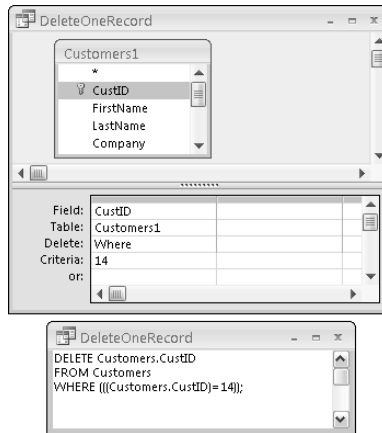 DeleteOneRecord
Customers1
*
CustID
FirstName
LastName
Company
Field: CustID
Table: Customers1
Delete: Where
Criteria: 14
or:
DeleteOneRecord
DELETE Customers.CustID
FROM Customers
WHERE (((Customers.CustID)=14));